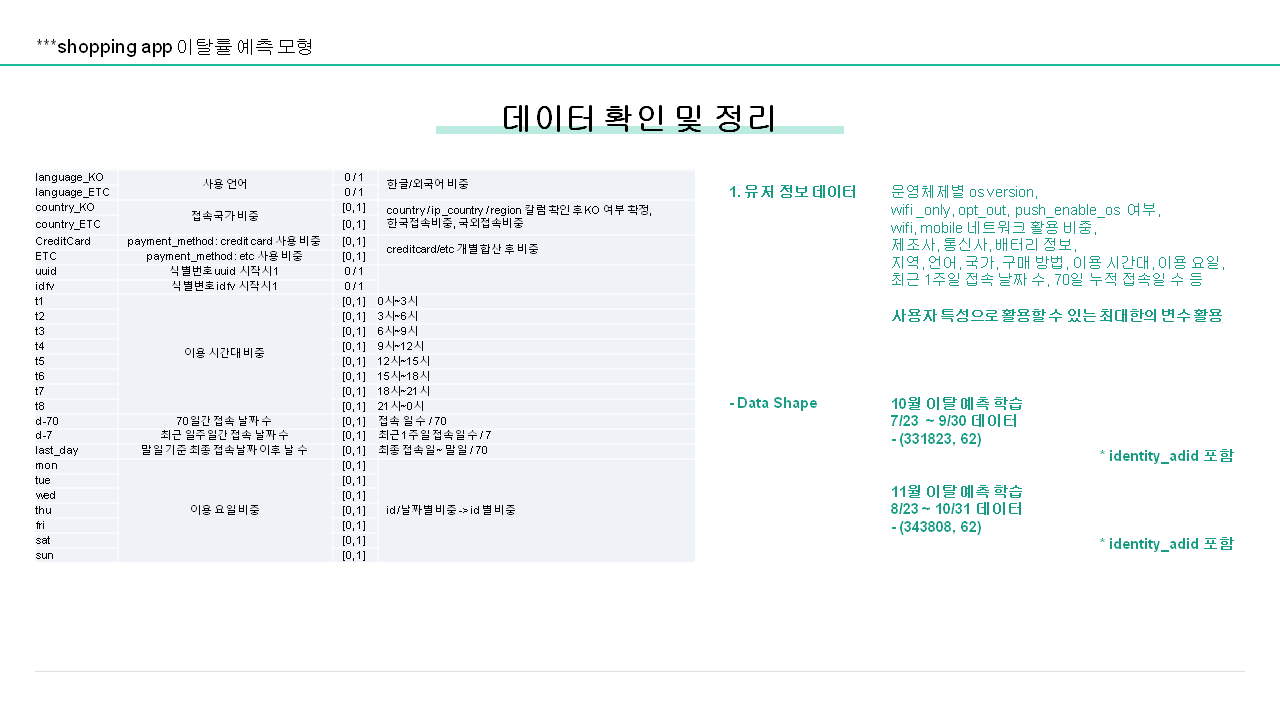 ***shopping app 이탈률 예측 모형
데이터 확인 및 정리
language_KO 사용 언어 0 / 1 한글/외국어 비중
language_ETC 0 / 1
country_KO 접속국가 비중 [0, 1] country / ip_country / region 칼럼 확인 후 KO 여부 확정,
country_ETC [0, 1] 한국접속비중, 국외접속비중
CreditCard payment_method: credit card 사용 비중 [0, 1] creditcard/etc 개별 합산 후 비중
ETC payment_method: etc 사용 비중 [0, 1]
uuid 식별번호 uuid 시작시 1 0 / 1
idfv 식별번호 idfv 시작시 1 0 / 1
t1 이용 시간대 비중 [0, 1] 0시~3시
t2 [0, 1] 3시~6시
t3 [0, 1] 6시~9시
t4 [0, 1] 9시~12시
t5 [0, 1] 12시~15시
t6 [0, 1] 15시~18시
t7 [0, 1] 18시~21시
t8 [0, 1] 21시~0시
d-70 70일간 접속 날짜 수 [0, 1] 접속 일 수 / 70
d-7 최근 일주일간 접속 날짜 수 [0, 1] 최근 1주일 접속일 수 / 7
last_day 말일 기준 최종 접속날짜 이후 날 수 [0, 1] 최종 접속일 ~ 말일 / 70
mon 이용 요일 비중 [0, 1] id / 날짜별 비중 -> id 별 비중
tue [0, 1]
wed [0, 1]
thu [0, 1]
fri [0, 1]
sat [0, 1]
sun [0, 1]
1. 유저 정보 데이터
운영체제별 os version,
wifi _only, opt_out, push_enable_os 여부,
wifi, mobile 네트워크 활용 비중,
제조사, 통신사, 배터리 정보,
지역, 언어, 국가, 구매 방법, 이용 시간대, 이용 요일,
최근 1주일 접속 날짜 수, 70일 누적 접속일 수 등
사용자 특성으로 활용할 수 있는 최대한의 변수 활용
- Data Shape
10월 이탈 예측 학습
7/23 ~ 9/30 데이터
- (331823, 62)
* identity_adid 포함
11월 이탈 예측 학습
8/23 ~ 10/31 데이터
- (343808, 62)
* identity_adid 포함